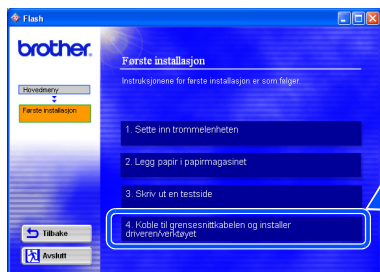 Flash
brother.
Første installasjon
Instruksjonene for første installasjon er som følger.
Hovedmeny
Første installasjon
1. Sette inn trommelenheten
2. Legg papir i papirmagasinet
3. Skriv ut en testside
4. Koble til grensesnittkabelen og installer
driveren/verktøyet
Tilbake
Avslutt